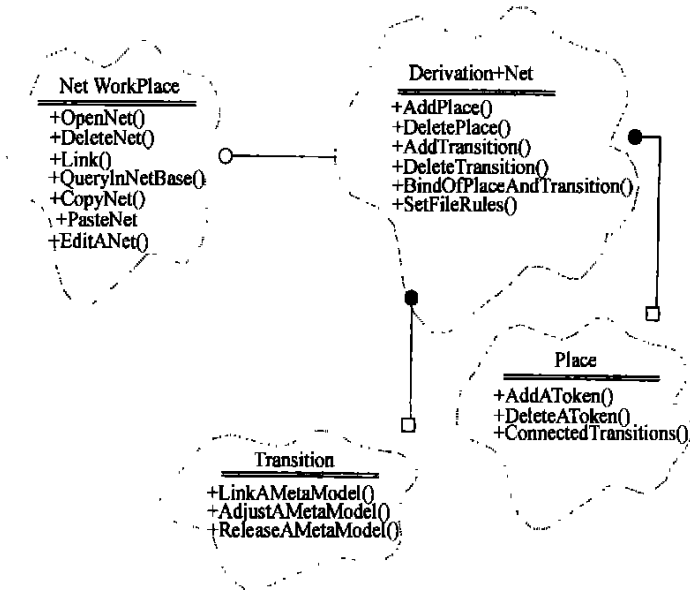 Net WorkPlace
+OpenNet()
+DeleteNet()
+Link()
+QueryInNetBase()
+CopyNet()
+PasteNet
+EditANet()
Derivation+Net
+AddPlace()
+DeletePlace()
+AddTransition()
+DeleteTransition()
+BindOfPlaceAndTransition()
+SetFileRules()
Place
+AddAToken()
+DeleteAToken()
+ConnectedTransitions()
Transition
+LinkAMetaModel()
+AdjustAMetaModel()
+ReleaseAMetaModel()